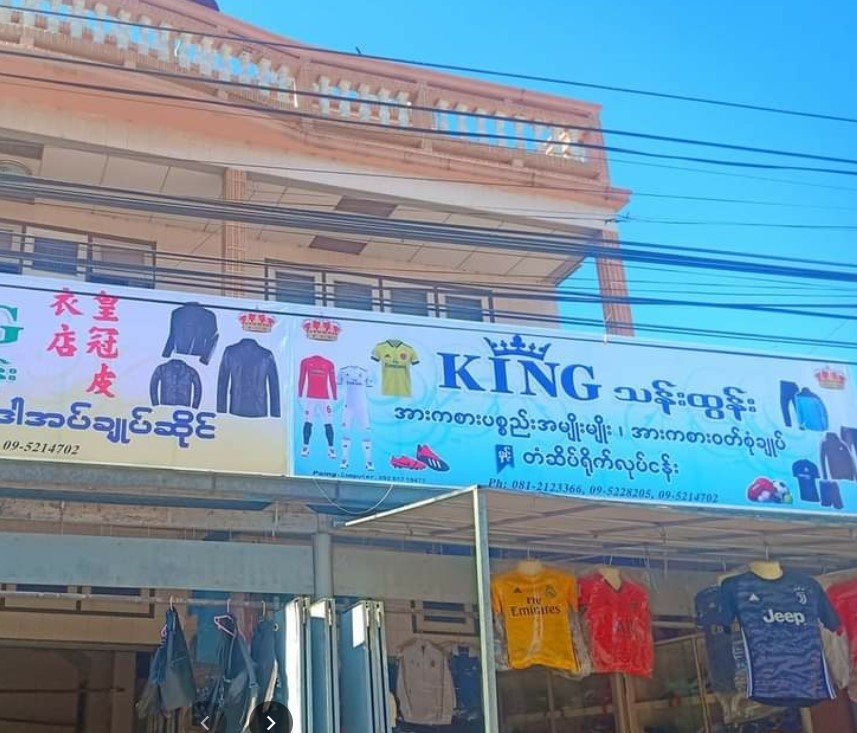 皇冠皮
衣店
ဒါအပ်ချုပ်ဆိုင်
09-5214702
KING သန်းထွန်း
အားကစားပစ္စည်းအမျိုးမျိုး ၊ အားကစားဝတ်စုံချုပ်
နှင့် တံဆိပ်ရိုက်လုပ်ငန်း
Ph: 081-2123366, 09-5228205, 09-5214702
Fly
Emirates
Jeep